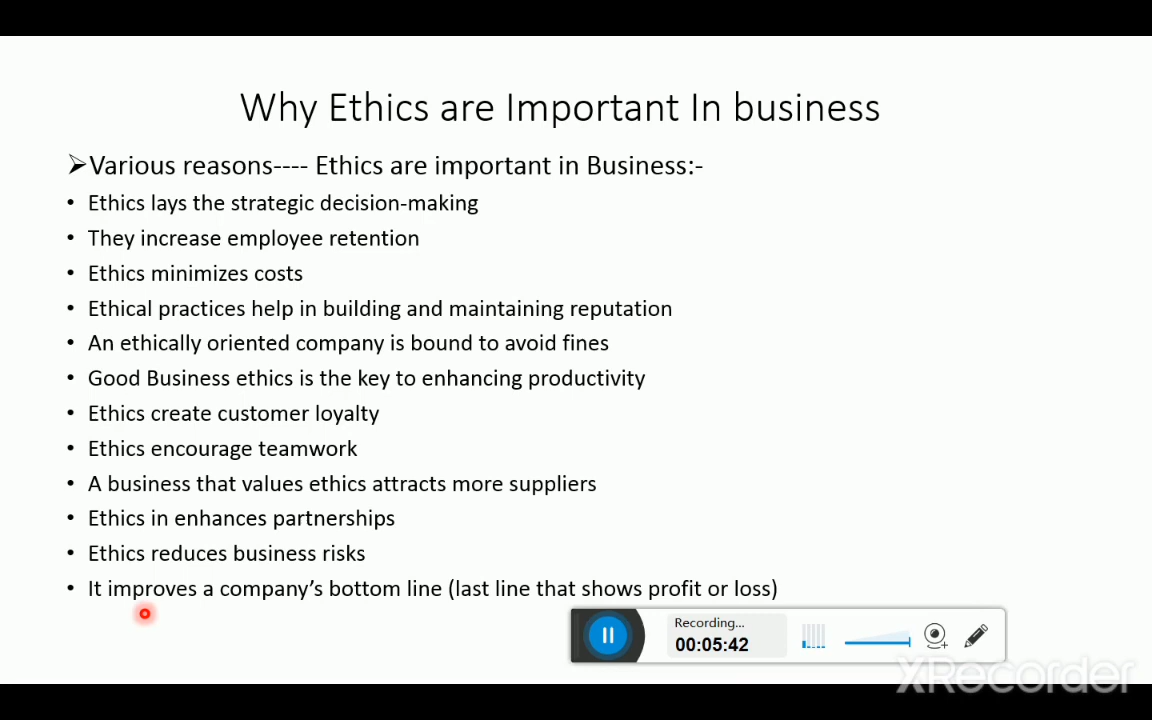 Why Ethics are Important In business
➢Various reasons---- Ethics are important in Business:-
• Ethics lays the strategic decision-making
• They increase employee retention
• Ethics minimizes costs
• Ethical practices help in building and maintaining reputation
• An ethically oriented company is bound to avoid fines
• Good Business ethics is the key to enhancing productivity
• Ethics create customer loyalty
• Ethics encourage teamwork
• A business that values ethics attracts more suppliers
• Ethics in enhances partnerships
• Ethics reduces business risks
• It improves a company’s bottom line (last line that shows profit or loss)
Recording...
00:05:42
XRecorder